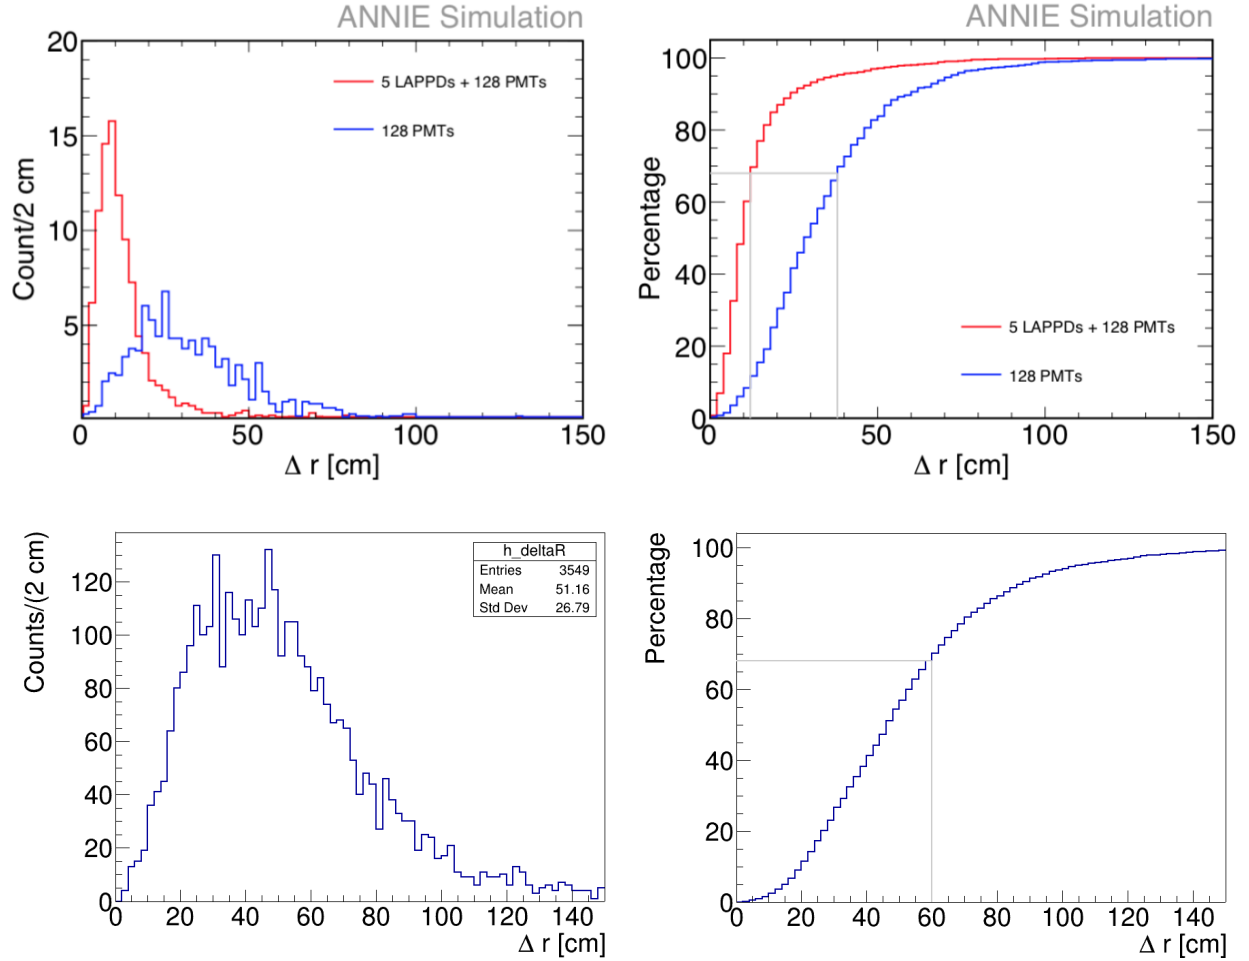 ANNIE Simulation
20
15
10
5
0 50 100 150
Count/2 cm
Δ r [cm]
5 LAPPDs + 128 PMTs
128 PMTs
ANNIE Simulation
100
80
60
40
20
0
0 50 100 150
Percentage
Δ r [cm]
5 LAPPDs + 128 PMTs
128 PMTs
Counts/(2 cm)
120
100
80
60
40
20
0
0 20 40 60 80 100 120 140
Δ r [cm]
h_deltaR
Entries 3549
Mean 51.16
Std Dev 26.79
Percentage
100
80
60
40
20
0
0 20 40 60 80 100 120 140
Δ r [cm]